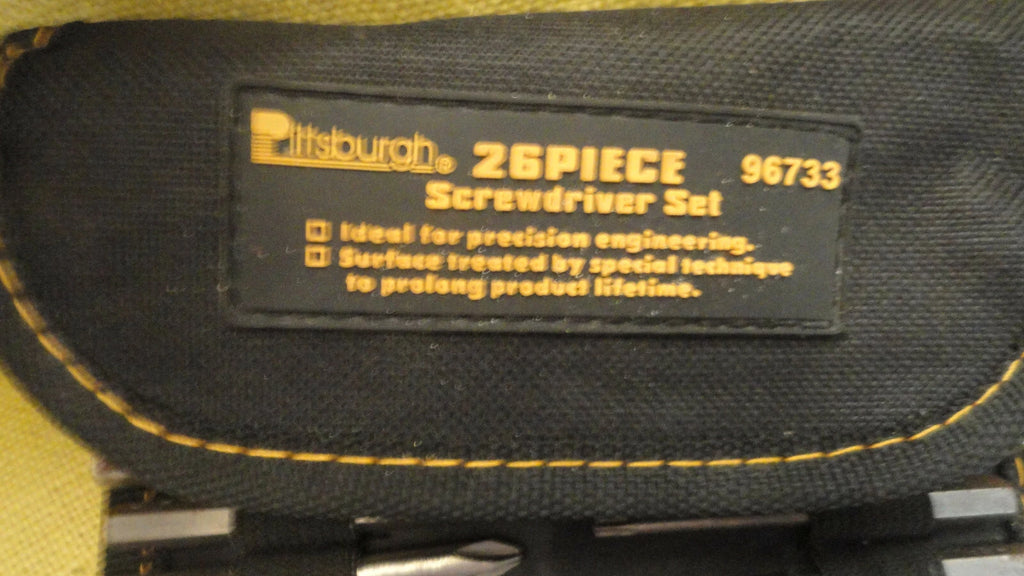 Pittsburgh® 26PIECE 96733
Screwdriver Set
Ideal for precision engineering.
Surface treated by special technique
to prolong product lifetime.